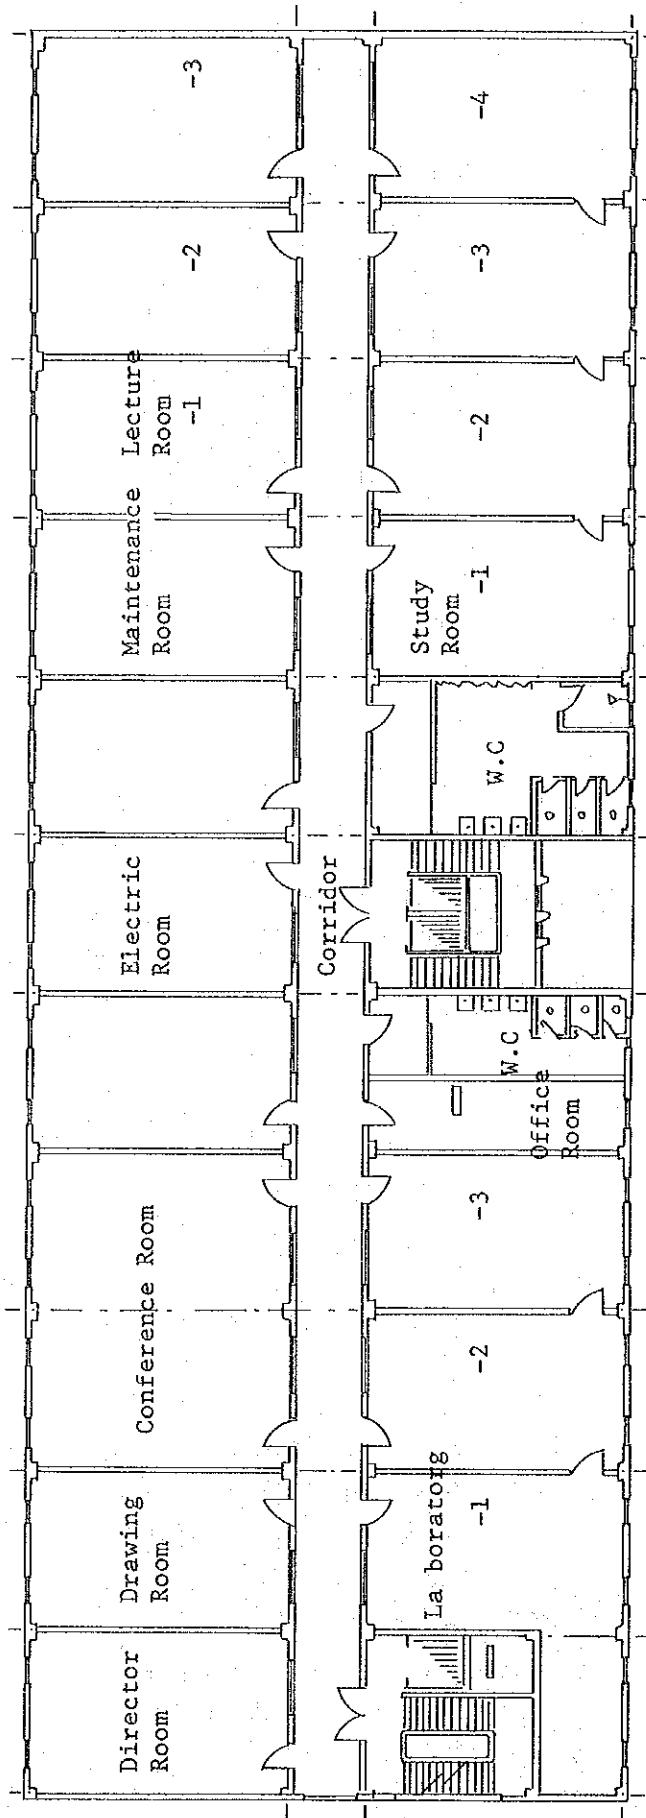 Director
Room
Drawing
Room
Conference Room
Electric
Room
Maintenance
Room
Lecture
Room
-1
-2
-3
Corridor
La boratorg
-1
-2
-3
Office
Room
W.C
W.C
Study
Room
-1
-2
-3
-4